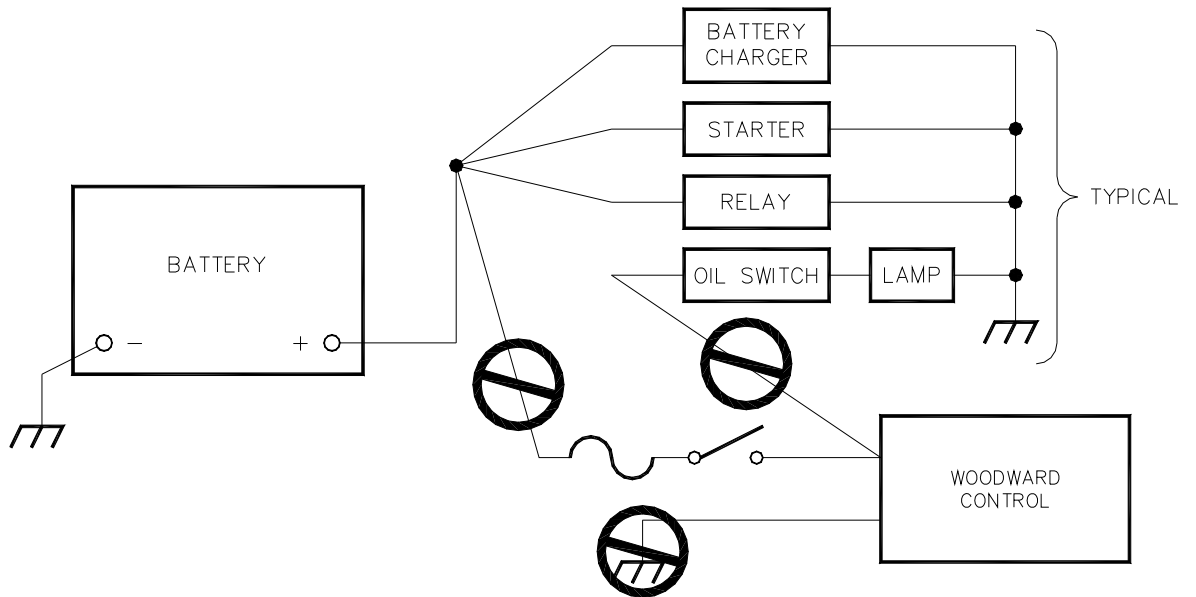 BATTERY
CHARGER
STARTER
RELAY
TYPICAL
OIL SWITCH
LAMP
BATTERY
−
+
WOODWARD
CONTROL